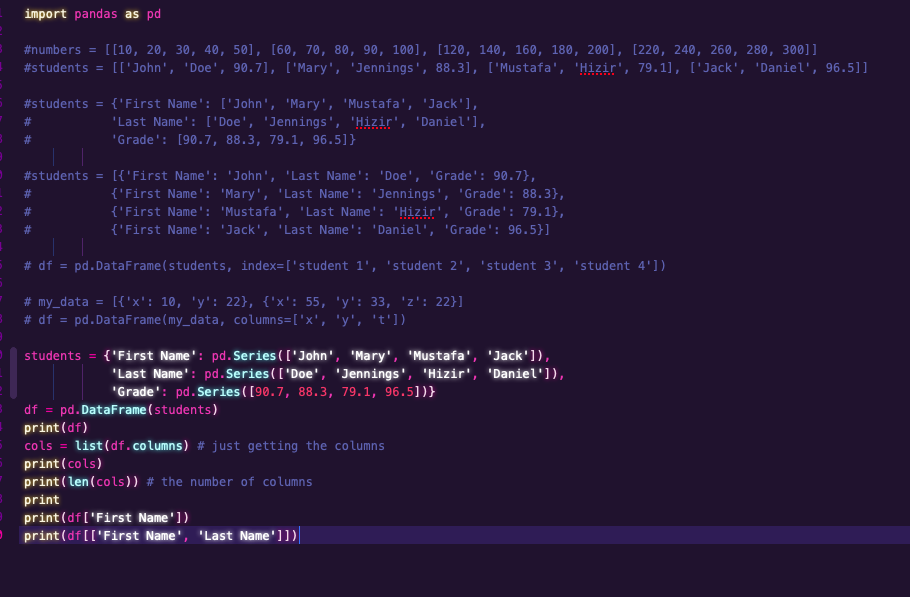 import pandas as pd
#numbers = [[10, 20, 30, 40, 50], [60, 70, 80, 90, 100], [120, 140, 160, 180, 200], [220, 240, 260, 280, 300]]
#students = [['John', 'Doe', 90.7], ['Mary', 'Jennings', 88.3], ['Mustafa', 'Hizir', 79.1], ['Jack', 'Daniel', 96.5]]
#students = {'First Name': ['John', 'Mary', 'Mustafa', 'Jack'],
#           'Last Name': ['Doe', 'Jennings', 'Hizir', 'Daniel'],
#           'Grade': [90.7, 88.3, 79.1, 96.5]}
#students = [{'First Name': 'John', 'Last Name': 'Doe', 'Grade': 90.7},
#           {'First Name': 'Mary', 'Last Name': 'Jennings', 'Grade': 88.3},
#           {'First Name': 'Mustafa', 'Last Name': 'Hizir', 'Grade': 79.1},
#           {'First Name': 'Jack', 'Last Name': 'Daniel', 'Grade': 96.5}]
# df = pd.DataFrame(students, index=['student 1', 'student 2', 'student 3', 'student 4'])
# my_data = [{'x': 10, 'y': 22}, {'x': 55, 'y': 33, 'z': 22}]
# df = pd.DataFrame(my_data, columns=['x', 'y', 't'])
students = {'First Name': pd.Series(['John', 'Mary', 'Mustafa', 'Jack']),
            'Last Name': pd.Series(['Doe', 'Jennings', 'Hizir', 'Daniel']),
            'Grade': pd.Series([90.7, 88.3, 79.1, 96.5])}
df = pd.DataFrame(students)
print(df)
cols = list(df.columns) # just getting the columns
print(cols)
print(len(cols)) # the number of columns
print
print(df['First Name'])
print(df[['First Name', 'Last Name']])